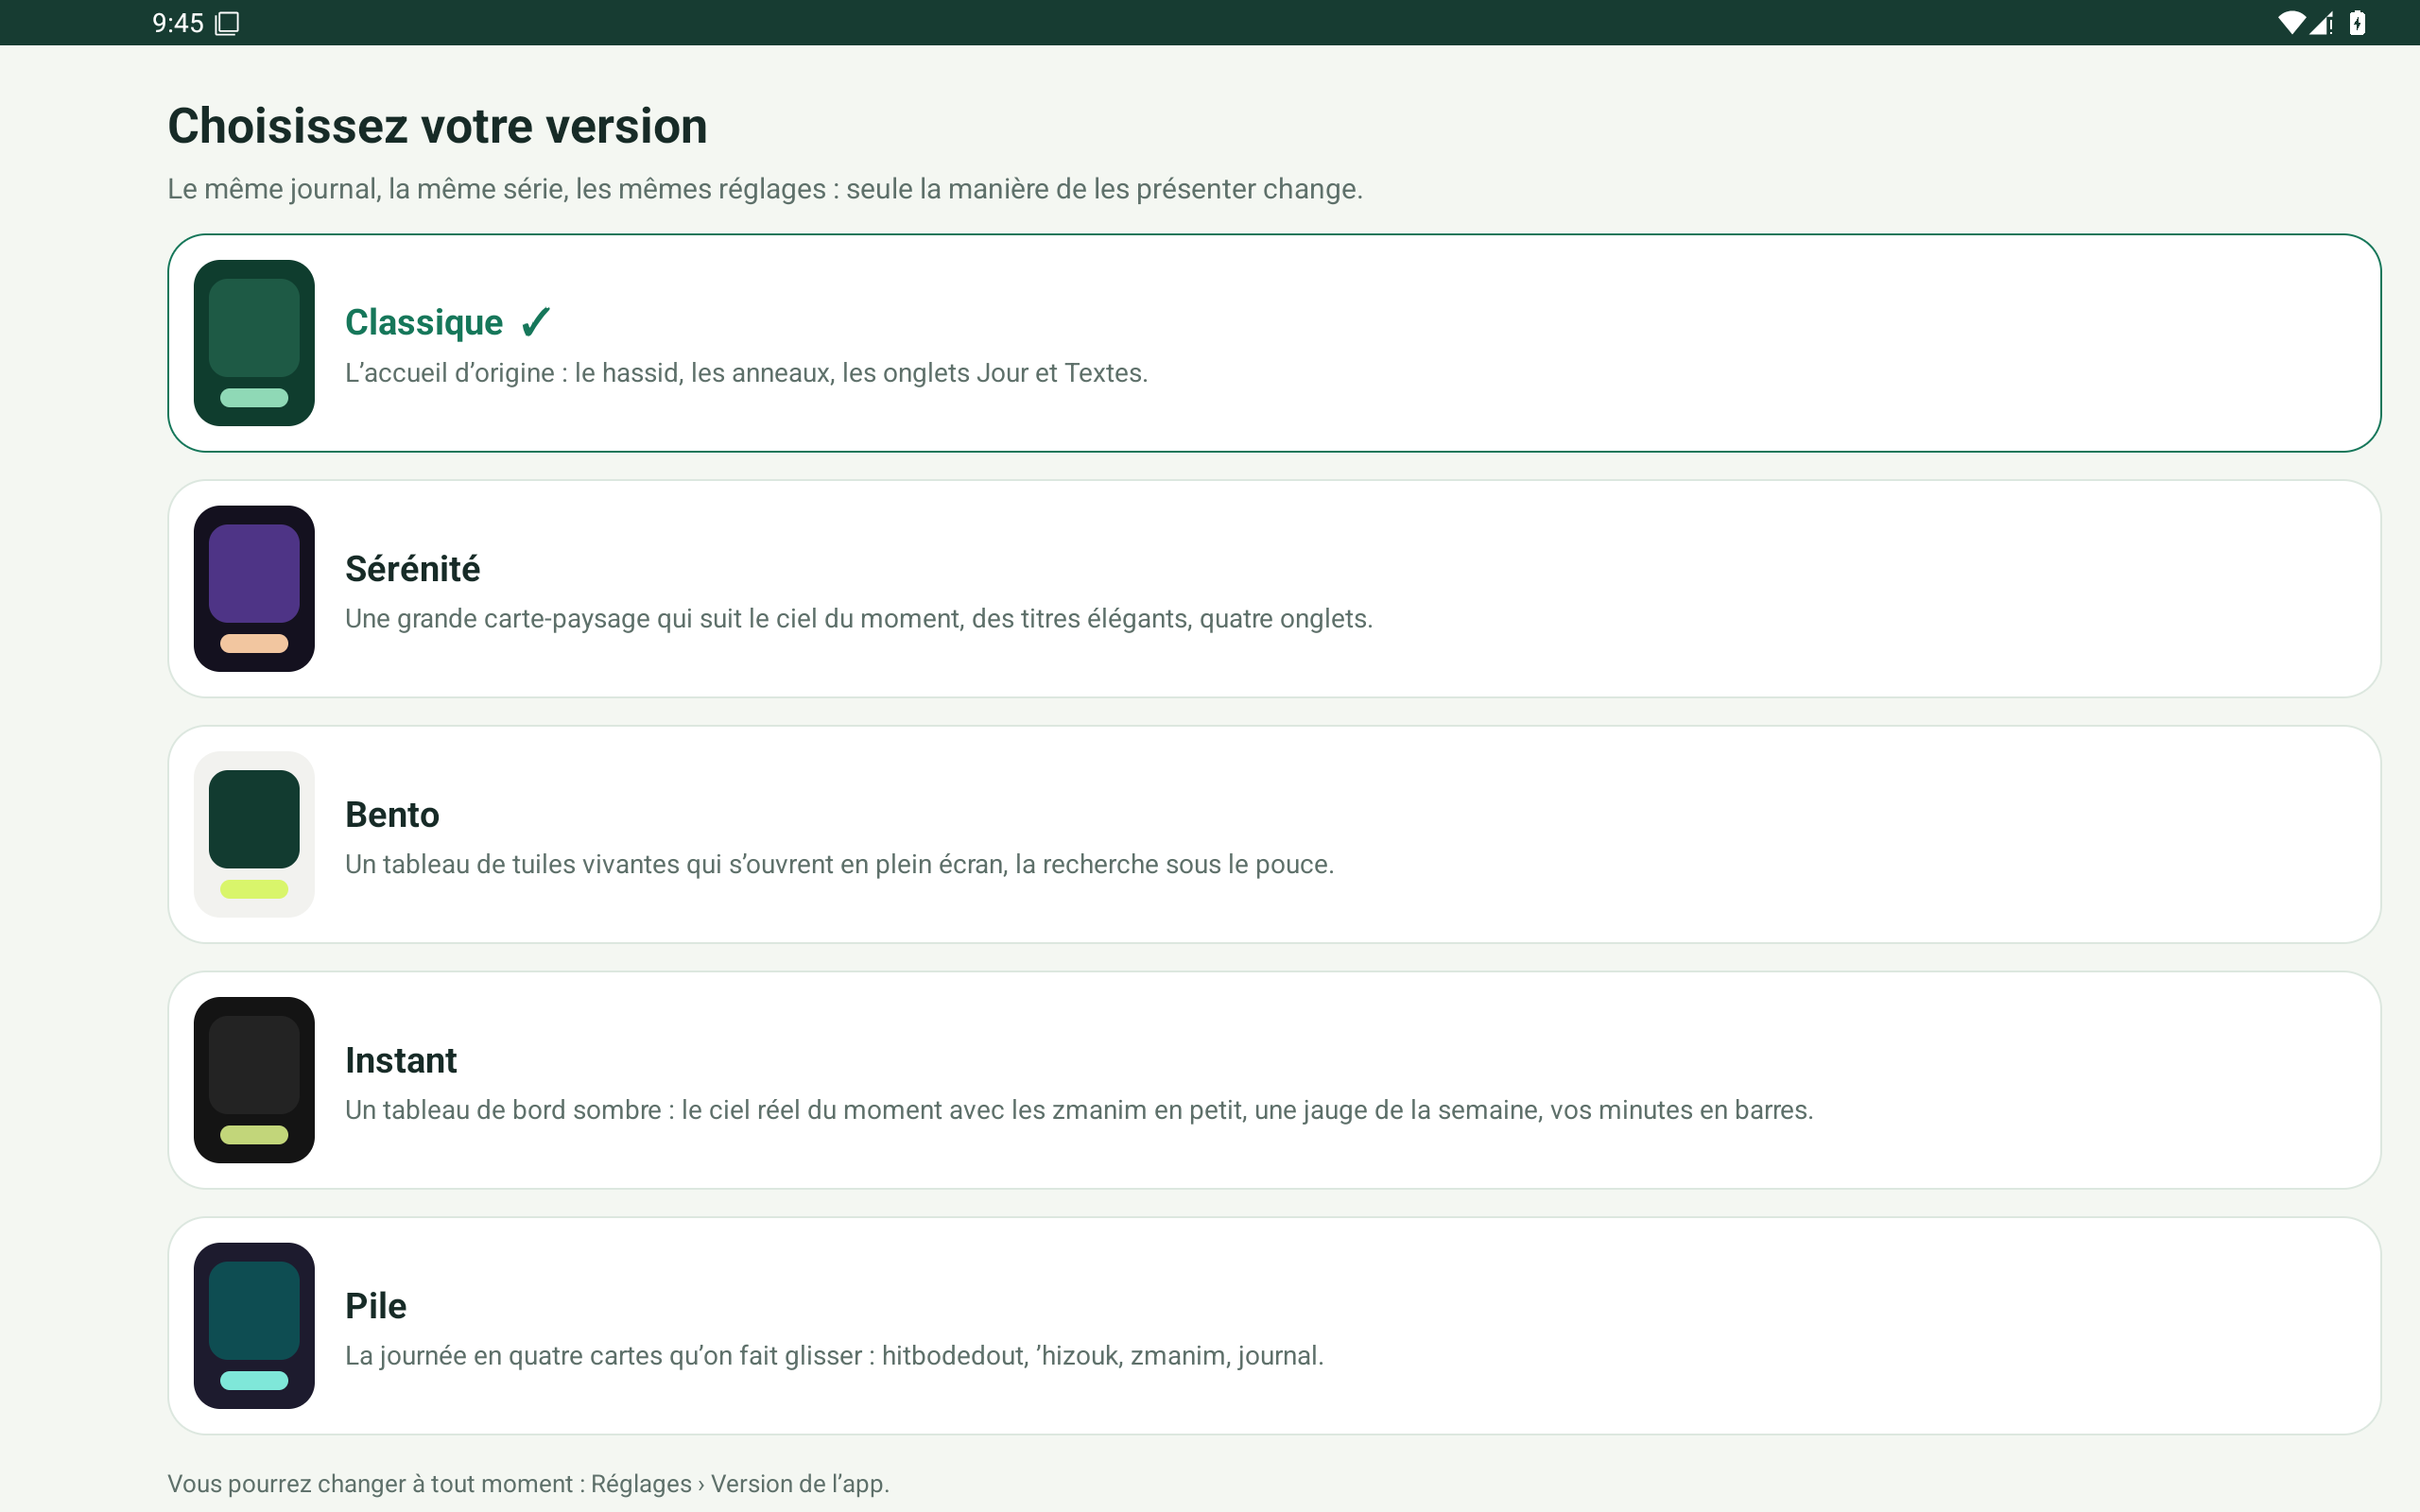 9:45
Choisissez votre version
Le même journal, la même série, les mêmes réglages : seule la manière de les présenter change.
Classique ✓
L’accueil d’origine : le hassid, les anneaux, les onglets Jour et Textes.
Sérénité
Une grande carte-paysage qui suit le ciel du moment, des titres élégants, quatre onglets.
Bento
Un tableau de tuiles vivantes qui s’ouvrent en plein écran, la recherche sous le pouce.
Instant
Un tableau de bord sombre : le ciel réel du moment avec les zmanim en petit, une jauge de la semaine, vos minutes en barres.
Pile
La journée en quatre cartes qu’on fait glisser : hitbodedout, ’hizouk, zmanim, journal.
Vous pourrez changer à tout moment : Réglages › Version de l’app.